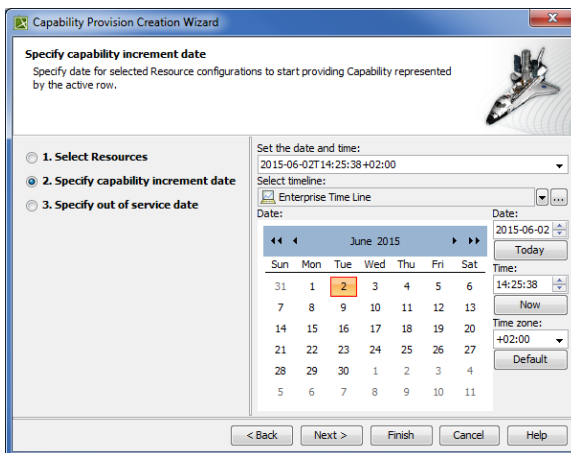 Capability Provision Creation Wizard
Specify capability increment date
Specify date for selected Resource configurations to start providing Capability represented
by the active row.
1. Select Resources
2. Specify capability increment date
3. Specify out of service date
Set the date and time:
2015-06-02T14:25:38+02:00
Select timeline:
Enterprise Time Line
...
Date:
June 2015
Sun Mon Tue Wed Thu Fri Sat
31 1 2 3 4 5 6
7 8 9 10 11 12 13
14 15 16 17 18 19 20
21 22 23 24 25 26 27
28 29 30 1 2 3 4
5 6 7 8 9 10 11
Date:
2015-06-02
Today
Time:
14:25:38
Now
Time zone:
+02:00
Default
< Back Next > Finish Cancel Help